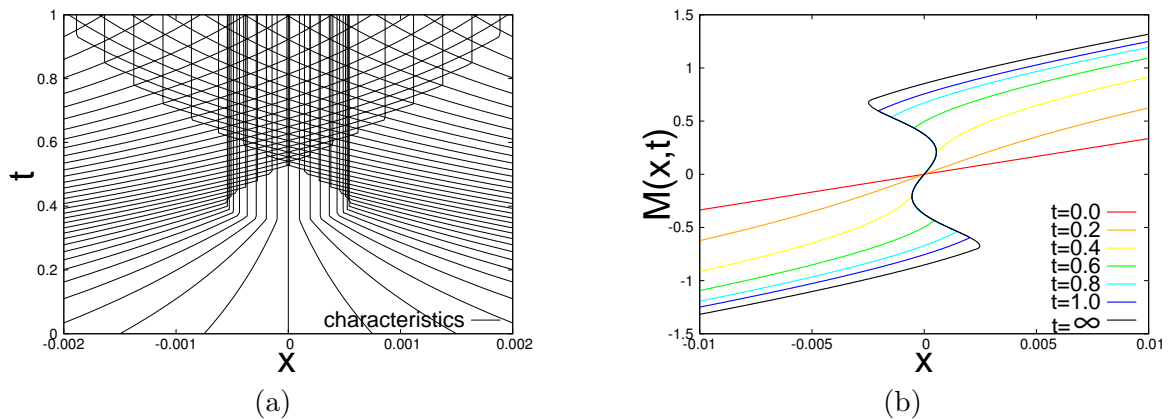 1
0.8
0.6
t
0.4
0.2
0
-0.002
-0.001
0
0.001
0.002
characteristics
x
(a)
1.5
1
0.5
M(x,t)
0
-0.5
-1
-1.5
-0.01
-0.005
0
0.005
0.01
t=0.0
t=0.2
t=0.4
t=0.6
t=0.8
t=1.0
t=∞
x
(b)